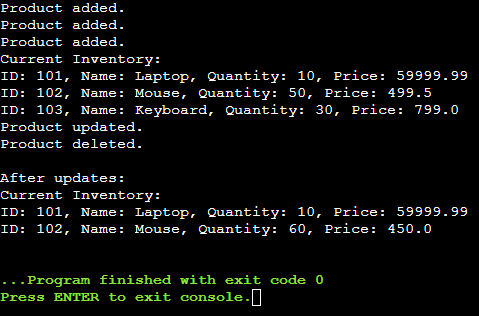 Product added.
Product added.
Product added.
Current Inventory:
ID: 101, Name: Laptop, Quantity: 10, Price: 59999.99
ID: 102, Name: Mouse, Quantity: 50, Price: 499.5
ID: 103, Name: Keyboard, Quantity: 30, Price: 799.0
Product updated.
Product deleted.

After updates:
Current Inventory:
ID: 101, Name: Laptop, Quantity: 10, Price: 59999.99
ID: 102, Name: Mouse, Quantity: 60, Price: 450.0

...Program finished with exit code 0
Press ENTER to exit console.